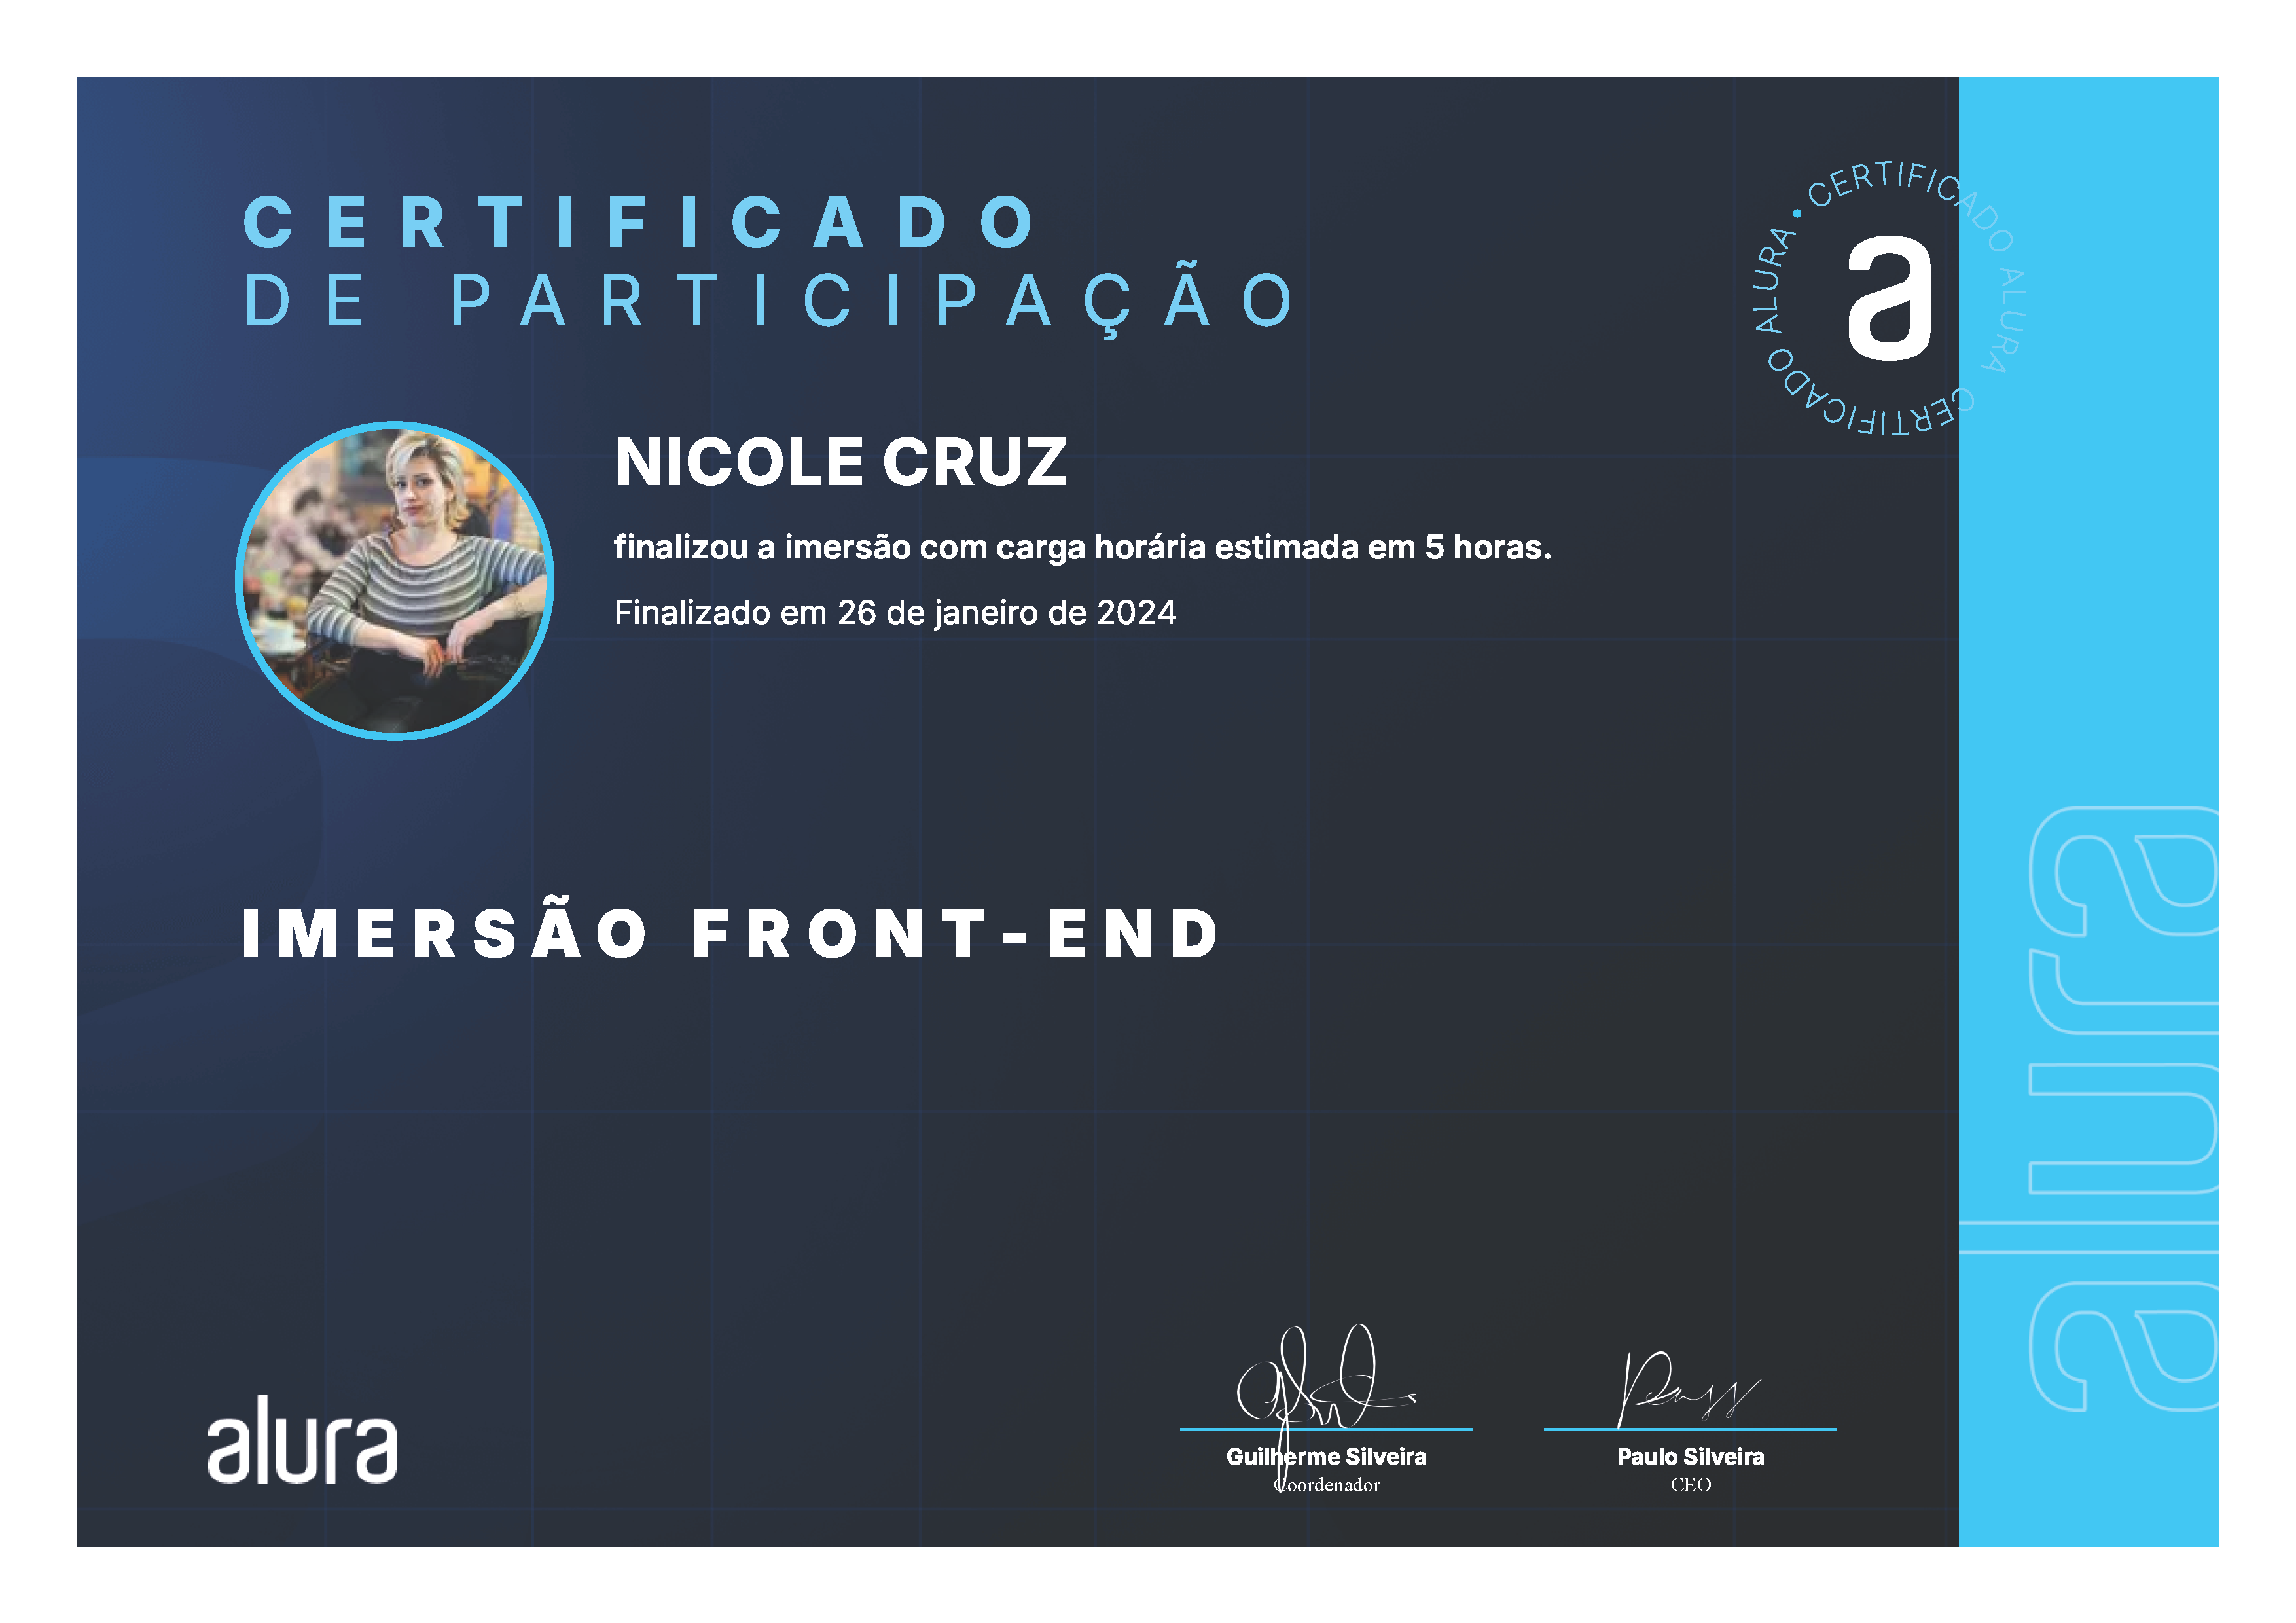 CERTIFICADO
DE PARTICIPAÇÃO
CERTIFICADO ALURA CERTIFICADO ALURA •
a
NICOLE CRUZ
finalizou a imersão com carga horária estimada em 5 horas.
Finalizado em 26 de janeiro de 2024
IMERSÃO FRONT-END
alura
alura
Guilherme Silveira
Coordenador
Paulo Silveira
CEO